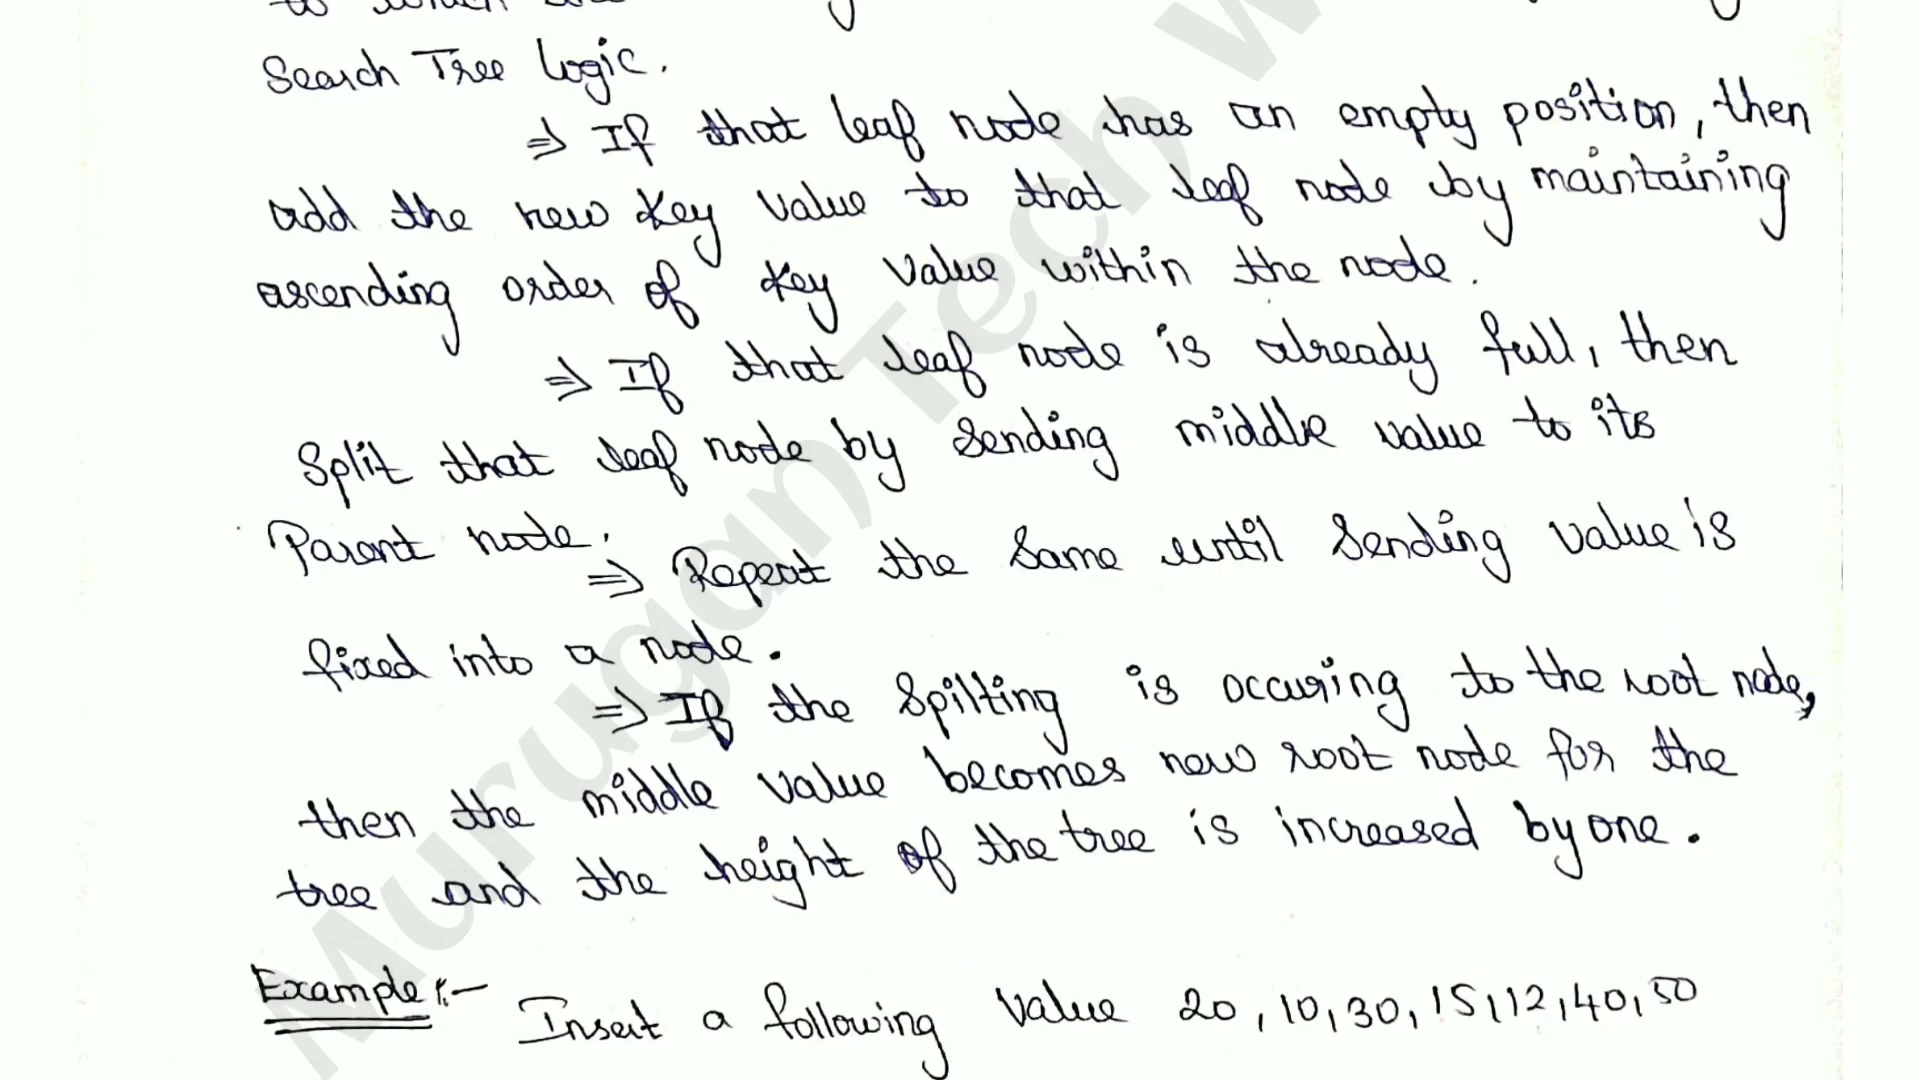 Search Tree logic.
⇒ If that leaf node has an empty position, then
add the new key value to that leaf node by maintaining
ascending order of key value within the node.
⇒ If that leaf node is already full, then
Split that leaf node by sending middle value to its
Parent node.
⇒ Repeat the same until sending value is
fixed into a node.
⇒ If the Spilting is occuring to the root node,
then the middle value becomes new root node for the
tree and the height of the tree is increased by one.
Example :- Insert a following value 20, 10, 30, 15, 12, 40, 50
Murugan Tech